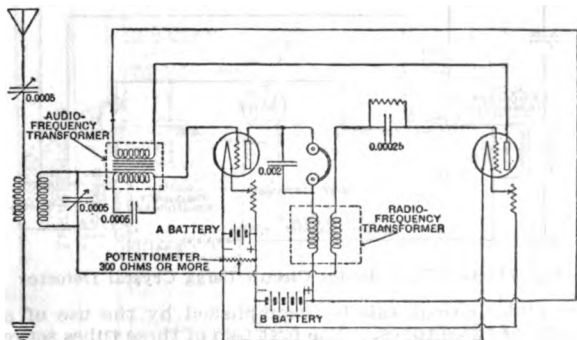 0.0005
AUDIO-
FREQUENCY
TRANSFORMER
0.0005
0.0005
0.002
0.00025
A BATTERY
POTENTIOMETER
300 OHMS OR MORE
RADIO-
FREQUENCY
TRANSFORMER
B BATTERY